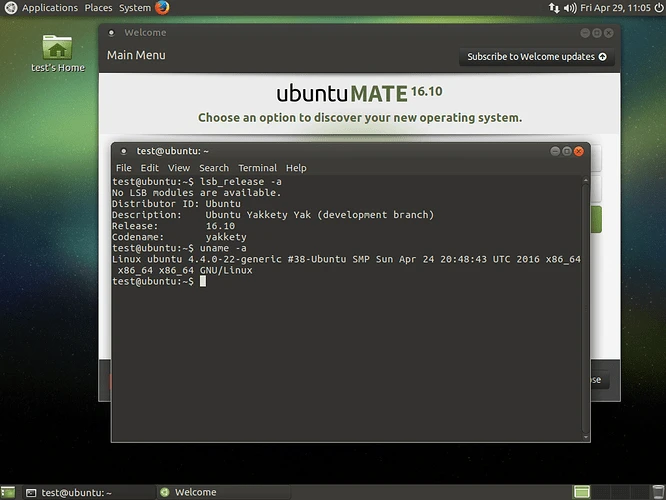 Applications Places System Fri Apr 29, 11:05
test's Home
Welcome
Main Menu Subscribe to Welcome updates
ubuntu MATE 16.10
Choose an option to discover your new operating system.
test@ubuntu: ~
File Edit View Search Terminal Help
test@ubuntu:~$ lsb_release -a
No LSB modules are available.
Distributor ID: Ubuntu
Description: Ubuntu Yakkety Yak (development branch)
Release: 16.10
Codename: yakkety
test@ubuntu:~$ uname -a
Linux ubuntu 4.4.0-22-generic #38-Ubuntu SMP Sun Apr 24 20:48:43 UTC 2016 x86_64
x86_64 x86_64 GNU/Linux
test@ubuntu:~$
test@ubuntu: ~ Welcome